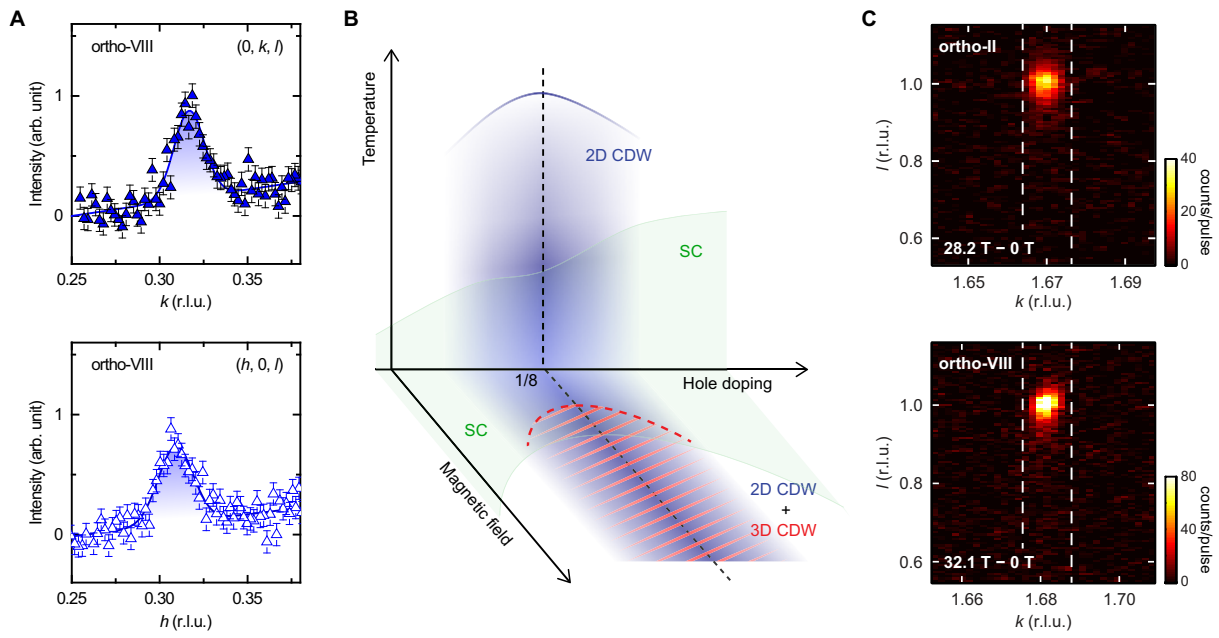 A
ortho-VIII
(0, k, l)
Intensity (arb. unit)
1
0
0.25
0.30
0.35
k (r.l.u.)
ortho-VIII
(h, 0, l)
Intensity (arb. unit)
1
0
0.25
0.30
0.35
h (r.l.u.)
B
Temperature
2D CDW
SC
1/8
Hole doping
SC
Magnetic field
2D CDW
+
3D CDW
C
ortho-II
l (r.l.u.)
1.0
0.8
0.6
28.2 T − 0 T
1.65
1.67
1.69
k (r.l.u.)
40
20
0
counts/pulse
ortho-VIII
l (r.l.u.)
1.0
0.8
0.6
32.1 T − 0 T
1.66
1.68
1.70
k (r.l.u.)
80
40
0
counts/pulse